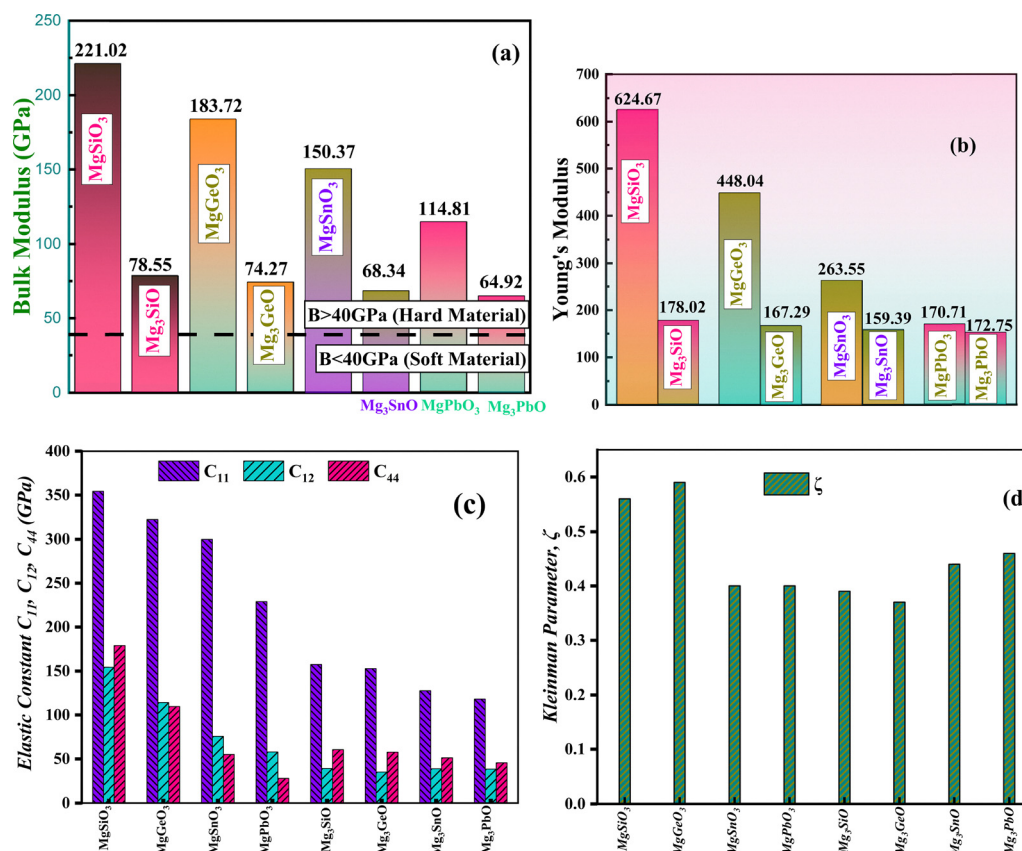 (a)
Bulk Modulus (GPa)
250
200
150
100
50
0
221.02
MgSiO₃
78.55
Mg₃SiO
183.72
MgGeO₃
74.27
Mg₃GeO
150.37
MgSnO₃
68.34
114.81
64.92
B>40GPa (Hard Material)
B<40GPa (Soft Material)
Mg₃SnO MgPbO₃ Mg₃PbO
(b)
Young's Modulus
700
600
500
400
300
200
100
0
624.67
MgSiO₃
178.02
Mg₃SiO
448.04
MgGeO₃
167.29
Mg₃GeO
263.55
MgSnO₃
159.39
Mg₃SnO
170.71
MgPbO₃
172.75
Mg₃PbO
(c)
Elastic Constant C₁₁, C₁₂, C₄₄ (GPa)
C₁₁ C₁₂ C₄₄
400
350
300
250
200
150
100
50
0
MgSiO₃ MgGeO₃ MgSnO₃ MgPbO₃ Mg₃SiO Mg₃GeO Mg₃SnO Mg₃PbO
(d
Kleinman Parameter, ζ
ζ
0.6
0.5
0.4
0.3
0.2
0.1
0.0
MgSiO₃ MgGeO₃ MgSnO₃ MgPbO₃ Mg₃SiO Mg₃GeO Mg₃SnO Mg₃PbO